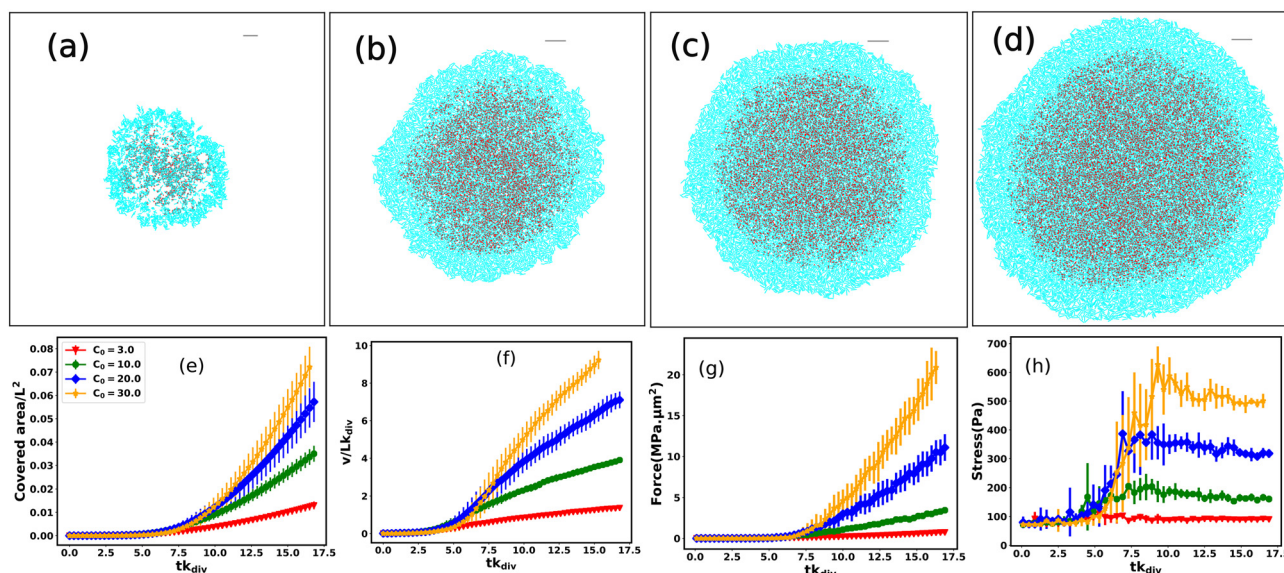 (a)
(b)
(c)
(d)
0.08
0.07
0.06
0.05
0.04
0.03
0.02
0.01
0.00
Covered area/L²
C₀ = 3.0
C₀ = 10.0
C₀ = 20.0
C₀ = 30.0
(e)
0.0 2.5 5.0 7.5 10.0 12.5 15.0 17.5
tk_div
10
8
6
4
2
0
v/Lk_div
(f)
0.0 2.5 5.0 7.5 10.0 12.5 15.0 17.5
tk_div
20
15
10
5
0
Force(MPa.μm²)
(g)
0.0 2.5 5.0 7.5 10.0 12.5 15.0 17.5
tk_div
700
600
500
400
300
200
100
0
Stress(Pa)
(h)
0.0 2.5 5.0 7.5 10.0 12.5 15.0 17.5
tk_div